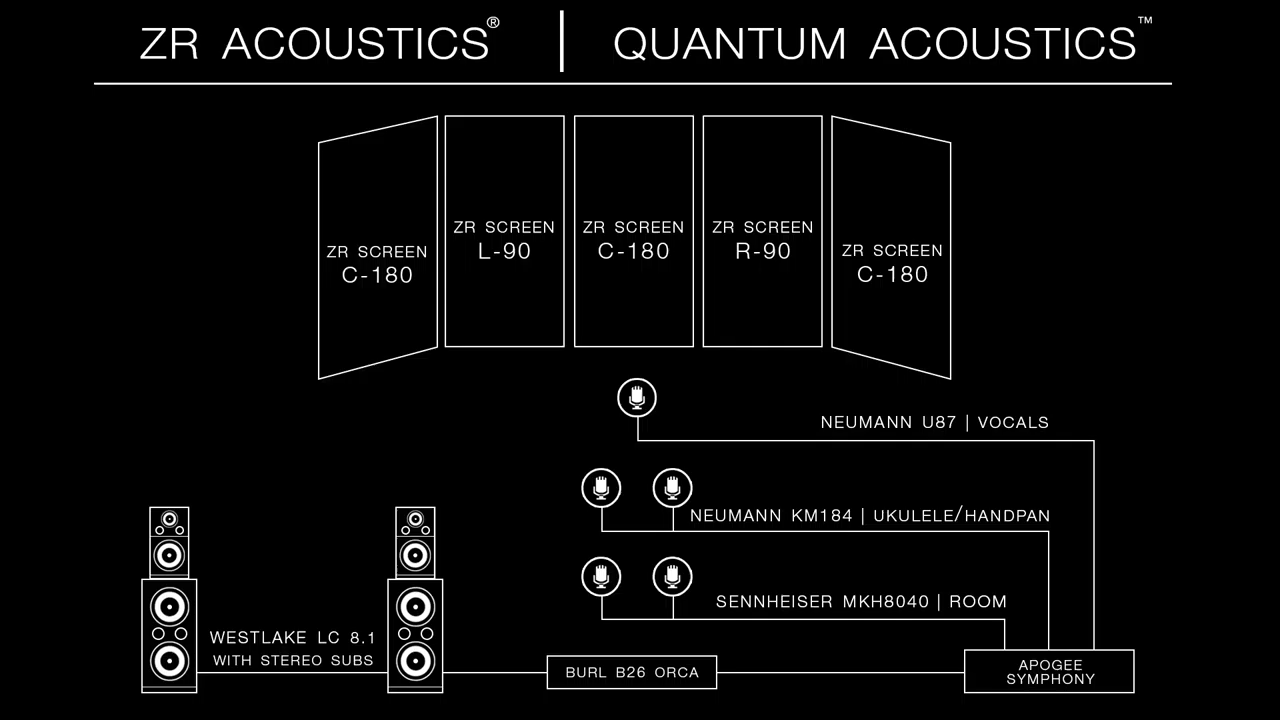 ZR ACOUSTICS® | QUANTUM ACOUSTICS™
ZR SCREEN
C-180
ZR SCREEN
L-90
ZR SCREEN
C-180
ZR SCREEN
R-90
ZR SCREEN
C-180
NEUMANN U87 | VOCALS
NEUMANN KM184 | UKULELE/HANDPAN
SENNHEISER MKH8040 | ROOM
WESTLAKE LC 8.1
WITH STEREO SUBS
BURL B26 ORCA
APOGEE
SYMPHONY